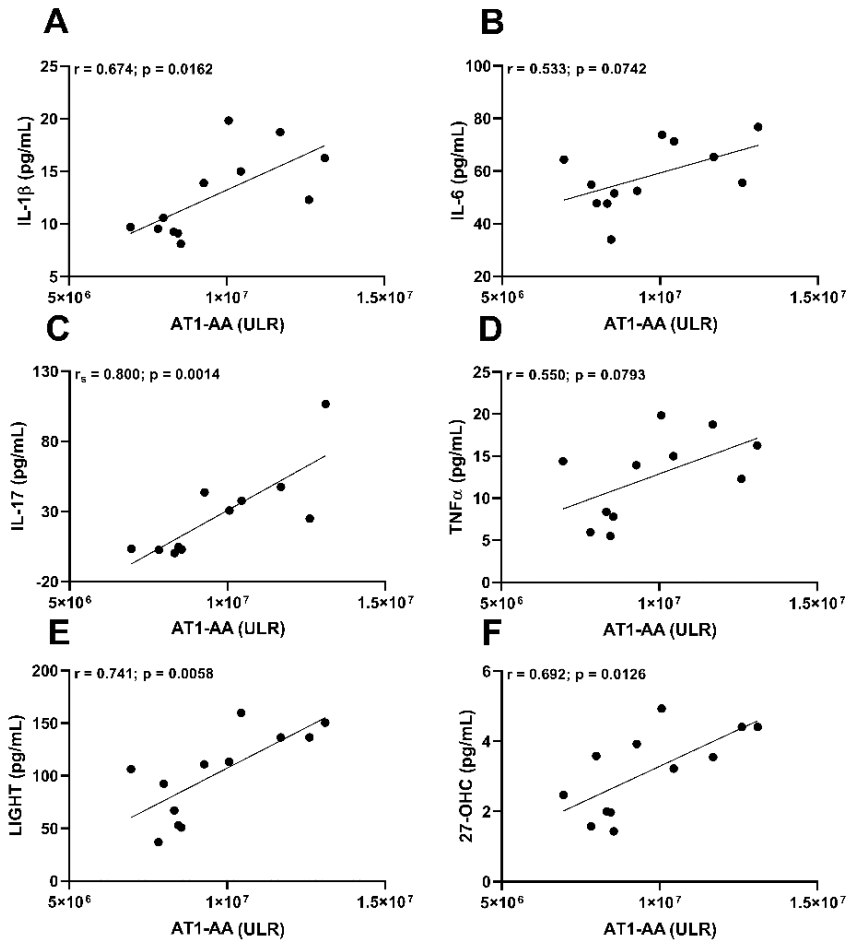 A
r = 0.674; p = 0.0162
IL-1β (pg/mL)
25
20
15
10
5
5×10⁶
1×10⁷
1.5×10⁷
AT1-AA (ULR)
B
r = 0.533; p = 0.0742
IL-6 (pg/mL)
100
80
60
40
20
5×10⁶
1×10⁷
1.5×10⁷
AT1-AA (ULR)
C
rₛ = 0.800; p = 0.0014
IL-17 (pg/mL)
130
80
30
-20
5×10⁶
1×10⁷
1.5×10⁷
AT1-AA (ULR)
D
r = 0.550; p = 0.0793
TNFα (pg/mL)
25
20
15
10
5
0
5×10⁶
1×10⁷
1.5×10⁷
AT1-AA (ULR)
E
r = 0.741; p = 0.0058
LIGHT (pg/mL)
200
150
100
50
0
5×10⁶
1×10⁷
1.5×10⁷
AT1-AA (ULR)
F
r = 0.692; p = 0.0126
27-OHC (pg/mL)
6
4
2
0
5×10⁶
1×10⁷
1.5×10⁷
AT1-AA (ULR)